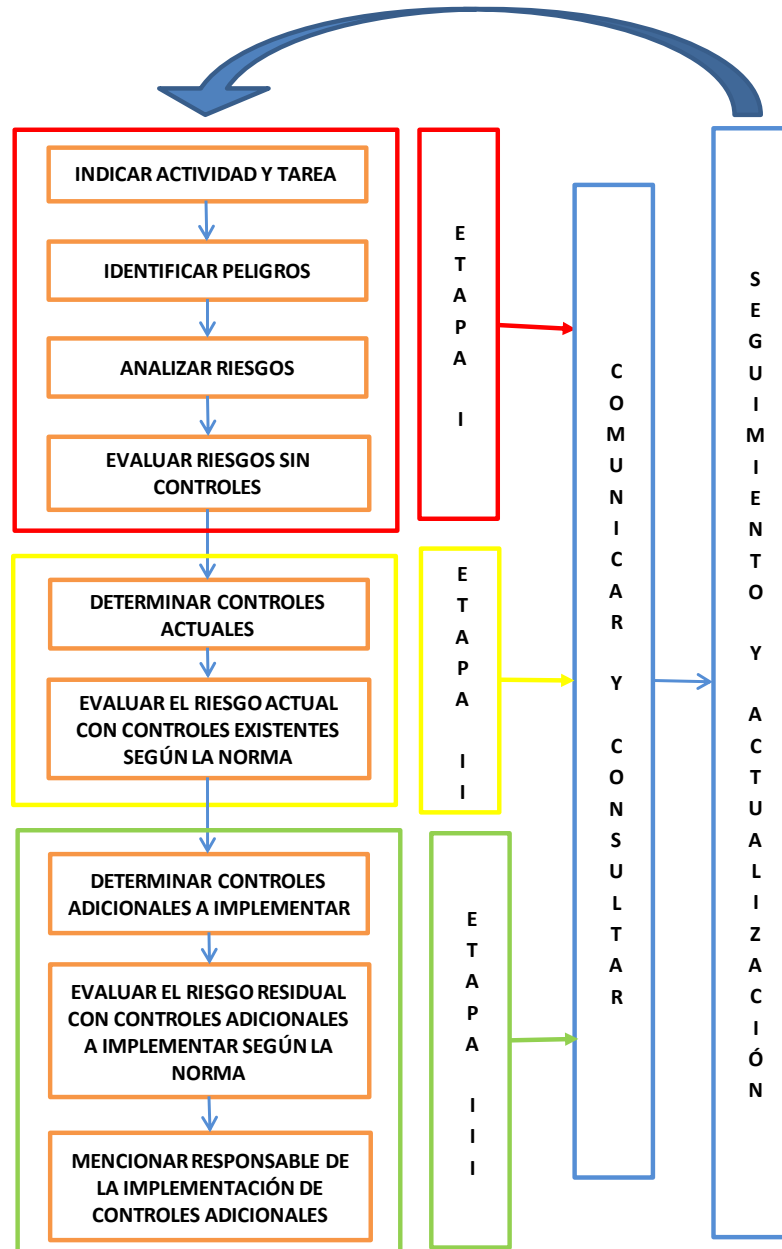 INDICAR ACTIVIDAD Y TAREA
IDENTIFICAR PELIGROS
ANALIZAR RIESGOS
EVALUAR RIESGOS SIN
CONTROLES
ETAPA I
DETERMINAR CONTROLES
ACTUALES
EVALUAR EL RIESGO ACTUAL
CON CONTROLES EXISTENTES
SEGÚN LA NORMA
ETAPA II
DETERMINAR CONTROLES
ADICIONALES A IMPLEMENTAR
EVALUAR EL RIESGO RESIDUAL
CON CONTROLES ADICIONALES
A IMPLEMENTAR SEGÚN LA
NORMA
MENCIONAR RESPONSABLE DE
LA IMPLEMENTACIÓN DE
CONTROLES ADICIONALES
ETAPA III
COMUNICAR Y CONSULTAR
SEGUIMIENTO Y ACTUALIZACIÓN